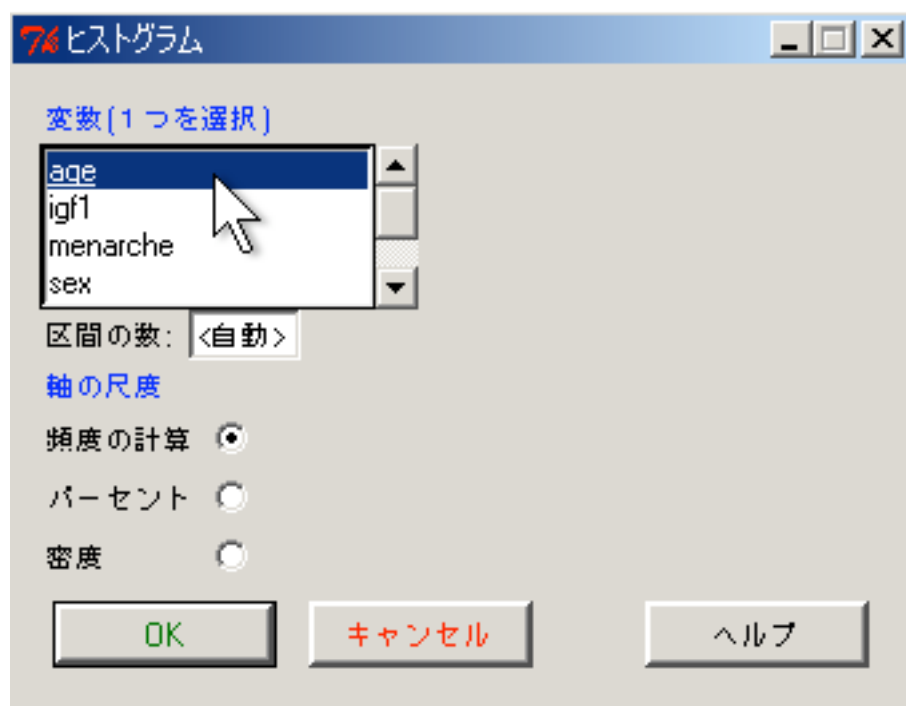 ヒストグラム
変数(1つを選択)
age
igf1
menarche
sex
区間の数: <自動>
軸の尺度
頻度の計算
パーセント
密度
OK キャンセル ヘルプ